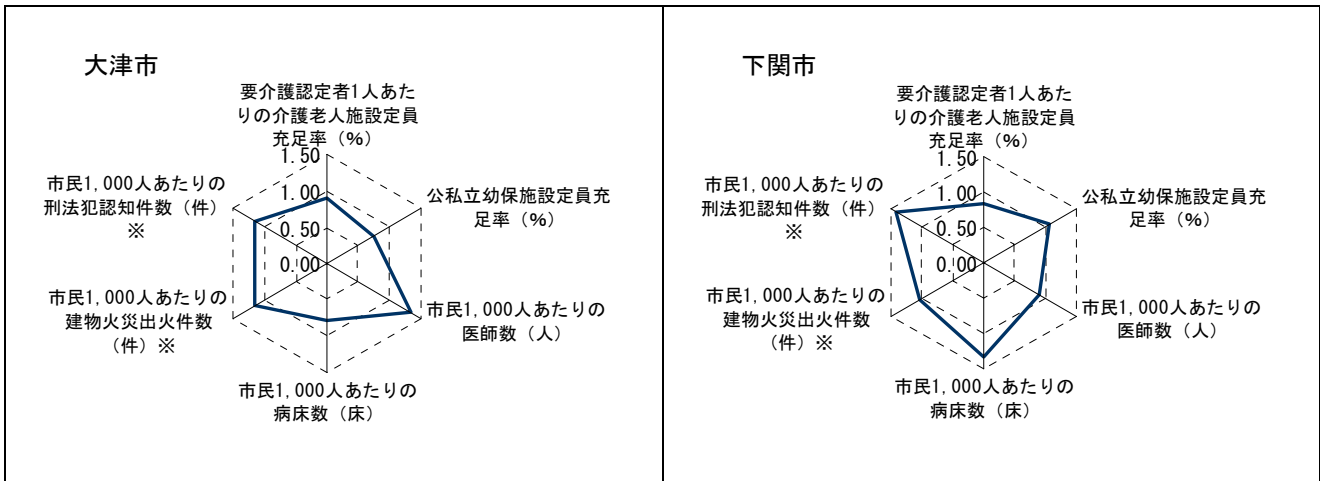 大津市
要介護認定者1人あた
りの介護老人施設定員
充足率（%）
1.50
1.00
0.50
0.00
公私立幼保施設定員充
足率（%）
市民1,000人あたりの
医師数（人）
市民1,000人あたりの
病床数（床）
市民1,000人あたりの
建物火災出火件数
（件）※
市民1,000人あたりの
刑法犯認知件数（件）
※
下関市
要介護認定者1人あた
りの介護老人施設定員
充足率（%）
1.50
1.00
0.50
0.00
公私立幼保施設定員充
足率（%）
市民1,000人あたりの
医師数（人）
市民1,000人あたりの
病床数（床）
市民1,000人あたりの
建物火災出火件数
（件）※
市民1,000人あたりの
刑法犯認知件数（件）
※